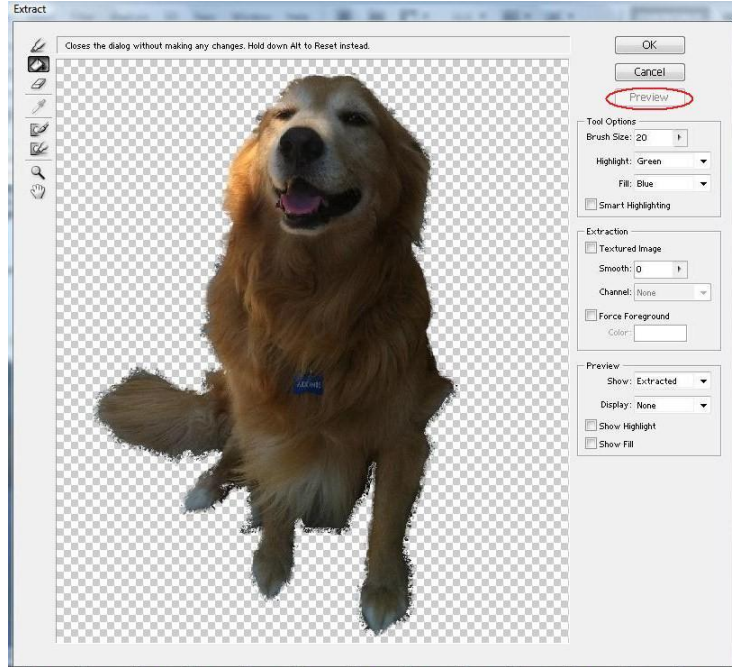 Extract
Closes the dialog without making any changes. Hold down Alt to Reset instead.
OK
Cancel
Preview
Tool Options
Brush Size: 20
Highlight: Green
Fill: Blue
Smart Highlighting
Extraction
Textured Image
Smooth: 0
Channel: None
Force Foreground
Color:
Preview
Show: Extracted
Display: None
Show Highlight
Show Fill